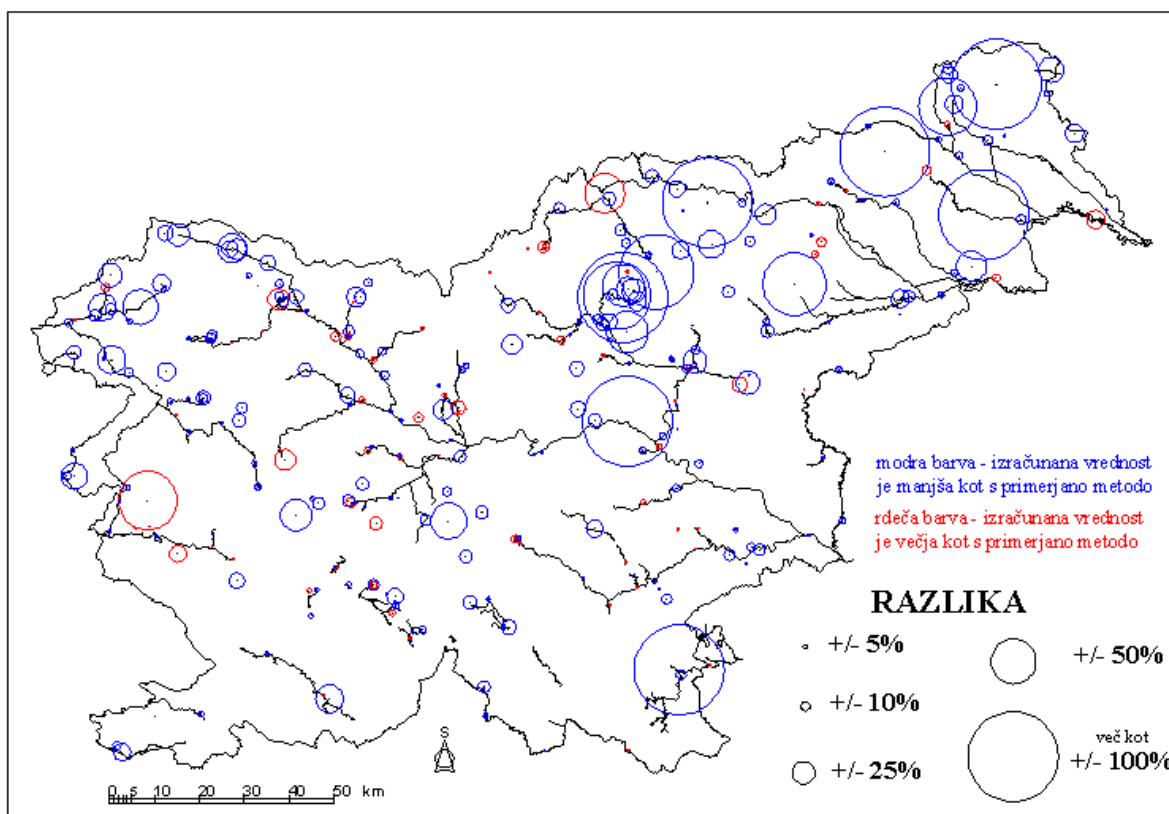 modra barva - izračunana vrednost
je manjša kot s primerjano metodo
rdeča barva - izračunana vrednost
je večja kot s primerjano metodo
RAZLIKA
+/- 5%
+/- 10%
+/- 25%
+/- 50%
več kot
+/- 100%
S
0 5 10 20 30 40 50 km